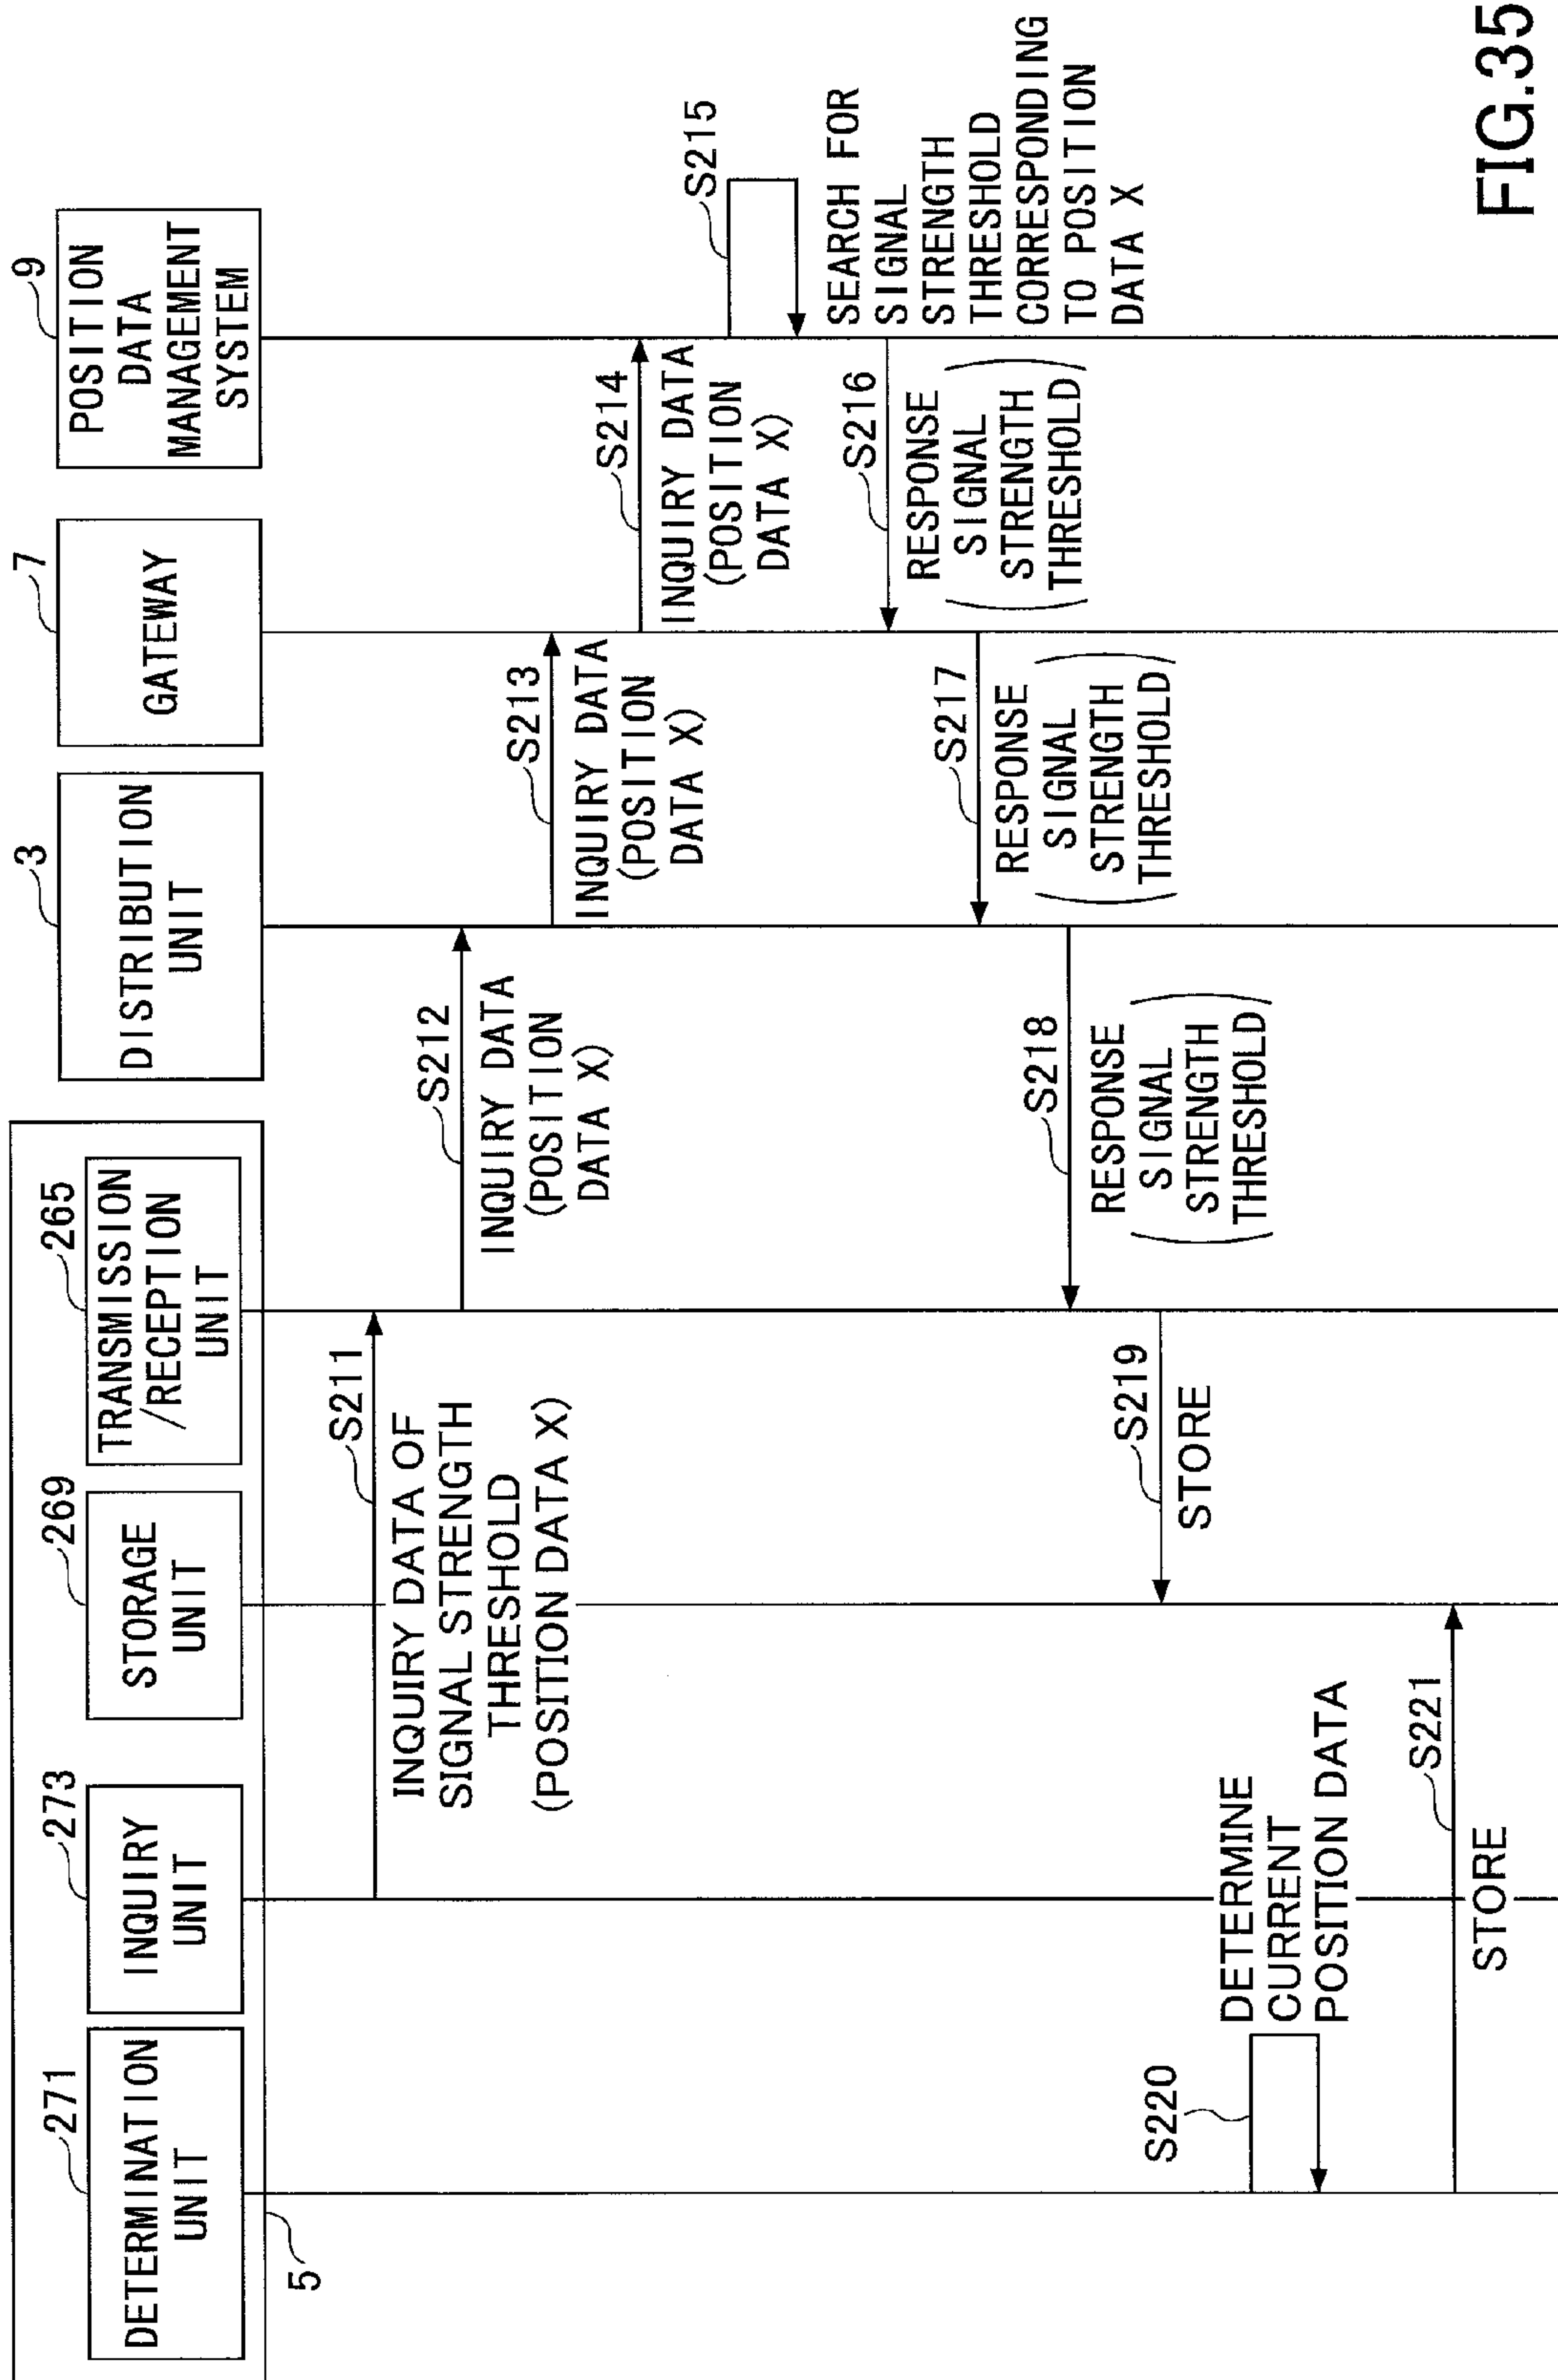 271
DETERMINATION
UNIT
273
INQUIRY
UNIT
269
STORAGE
UNIT
265
TRANSMISSION
/RECEPTION
UNIT
5
3
DISTRIBUTION
UNIT
7
GATEWAY
9
POSITION
DATA
MANAGEMENT
SYSTEM
S211
INQUIRY DATA OF
SIGNAL STRENGTH
THRESHOLD
(POSITION DATA X)
S212
INQUIRY DATA
(POSITION
DATA X)
S213
INQUIRY DATA
(POSITION
DATA X)
S214
INQUIRY DATA
(POSITION
DATA X)
S215
SEARCH FOR
SIGNAL
STRENGTH
THRESHOLD
CORRESPONDING
TO POSITION
DATA X
S216
RESPONSE
(SIGNAL
STRENGTH
THRESHOLD)
S217
RESPONSE
(SIGNAL
STRENGTH
THRESHOLD)
S218
RESPONSE
(SIGNAL
STRENGTH
THRESHOLD)
S219
STORE
S220
DETERMINE
CURRENT
POSITION DATA
S221
STORE
FIG.35